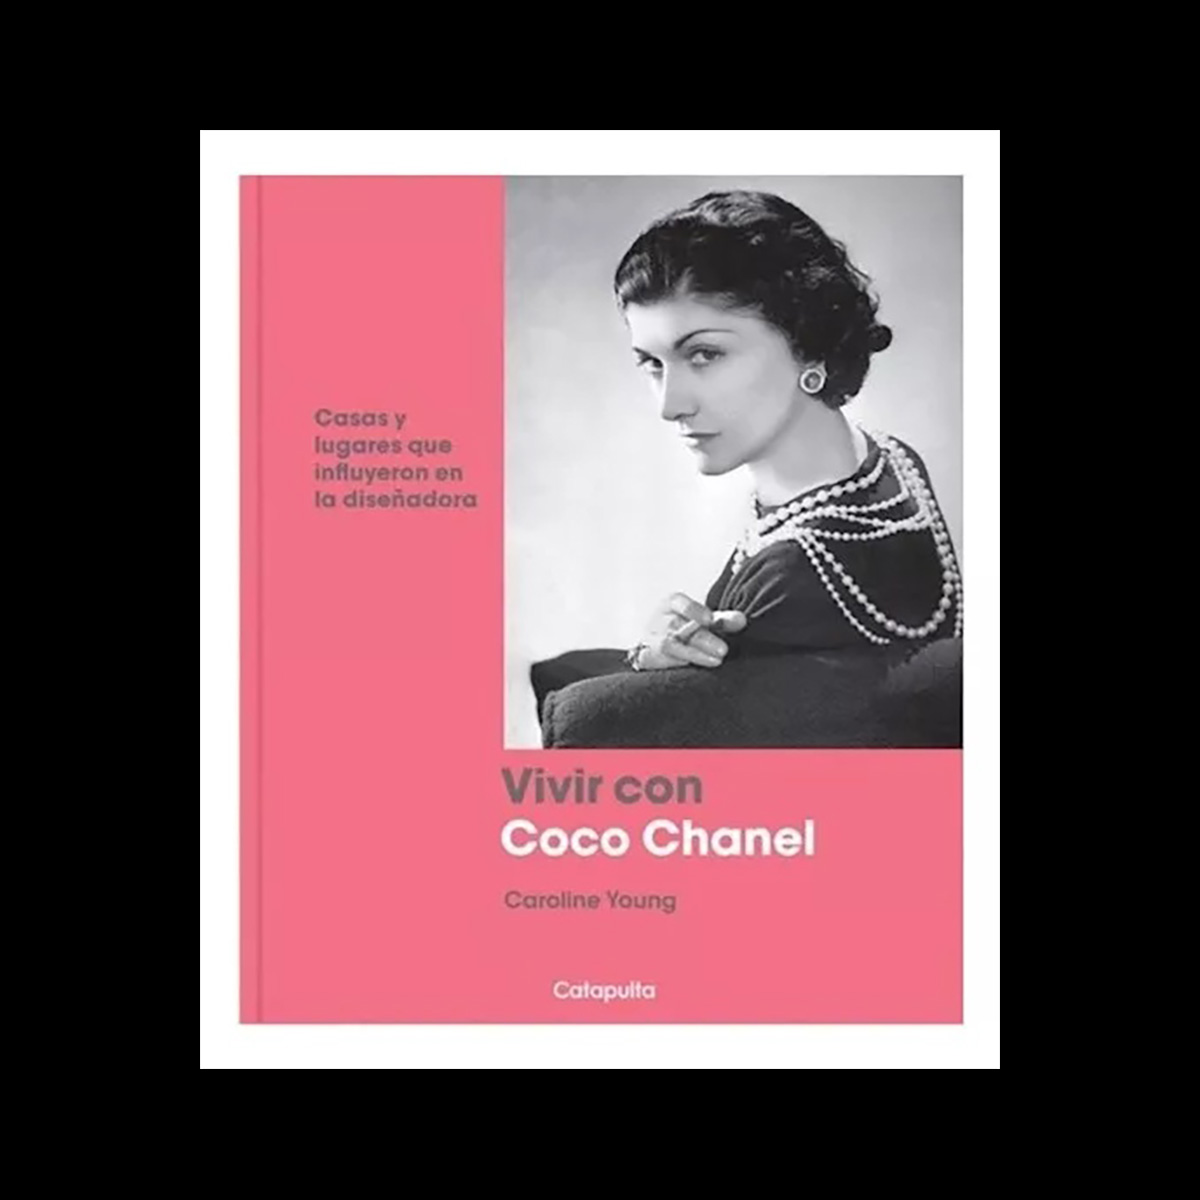 Casas y
lugares que
influyeron en
la diseñadora
Vivir con
Coco Chanel
Caroline Young
Catapulta